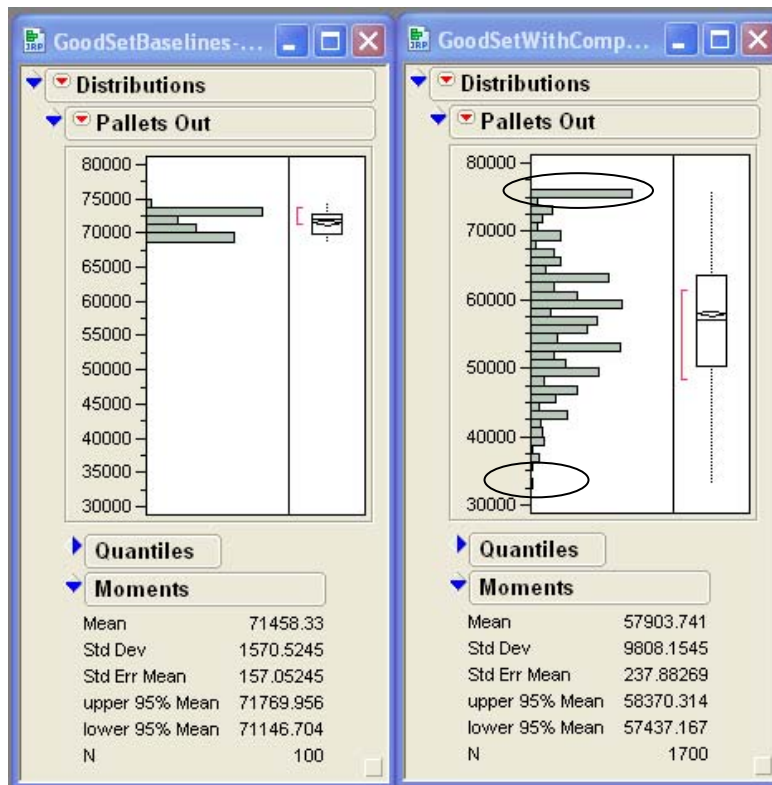 GoodSetBaselines-...
Distributions
Pallets Out
80000
75000
70000
65000
60000
55000
50000
45000
40000
35000
30000
Quantiles
Moments
Mean 71458.33
Std Dev 1570.5245
Std Err Mean 157.05245
upper 95% Mean 71769.956
lower 95% Mean 71146.704
N 100
GoodSetWithComp...
Distributions
Pallets Out
80000
70000
60000
50000
40000
30000
Quantiles
Moments
Mean 57903.741
Std Dev 9808.1545
Std Err Mean 237.88269
upper 95% Mean 58370.314
lower 95% Mean 57437.167
N 1700